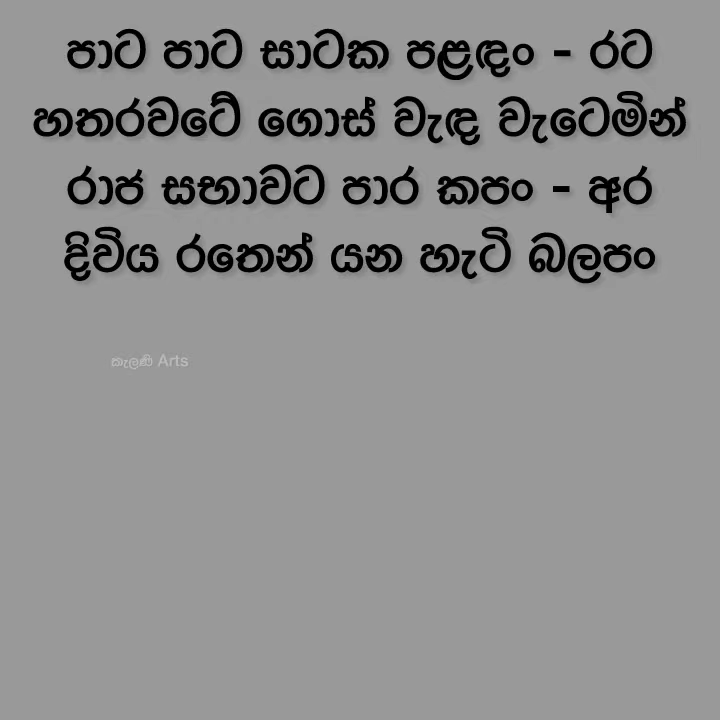 පාට පාට සාටක පළඳං - රට
හතරවටේ ගොස් වැඳ වැටෙමින්
රාජ සභාවට පාර කපං - අර
දිවිය රතෙන් යන හැටි බලපං
කැලණි Arts